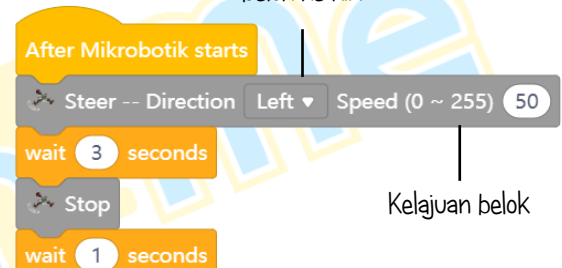 After Mikrobotik starts
Steer -- Direction Left ▼ Speed (0 ~ 255) 50
wait 3 seconds
Stop
Kelajuan belok
wait 1 seconds